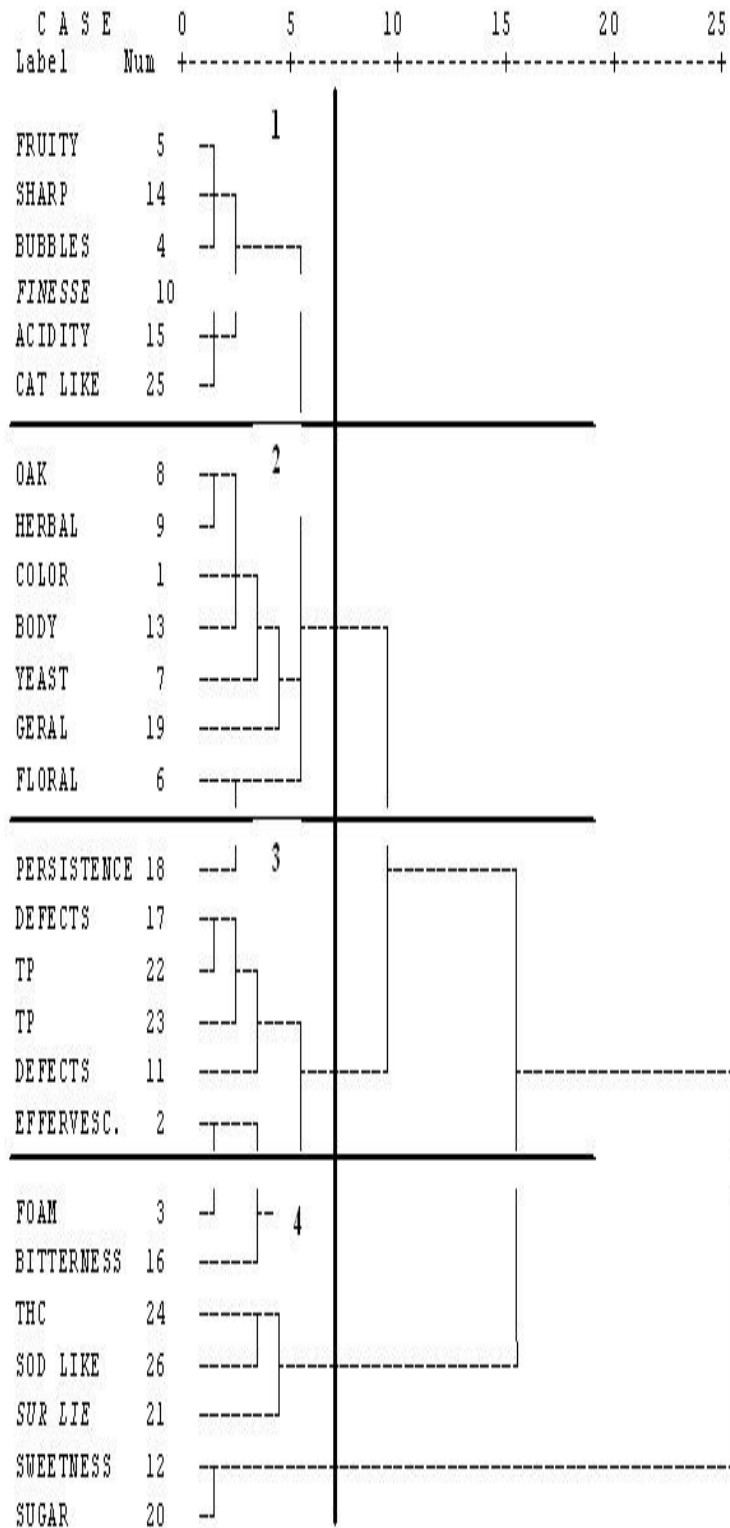 C A S E 0 5 10 15 20 25
Label Num
1
FRUITY 5
SHARP 14
BUBBLES 4
FINESSE 10
ACIDITY 15
CAT LIKE 25
2
OAK 8
HERBAL 9
COLOR 1
BODY 13
YEAST 7
GERAL 19
FLORAL 6
3
PERSISTENCE 18
DEFECTS 17
TP 22
TP 23
DEFECTS 11
EFFERVESC. 2
FOAM 3 4
BITTERNESS 16
THC 24
SOD LIKE 26
SUR LIE 21
SWEETNESS 12
SUGAR 20